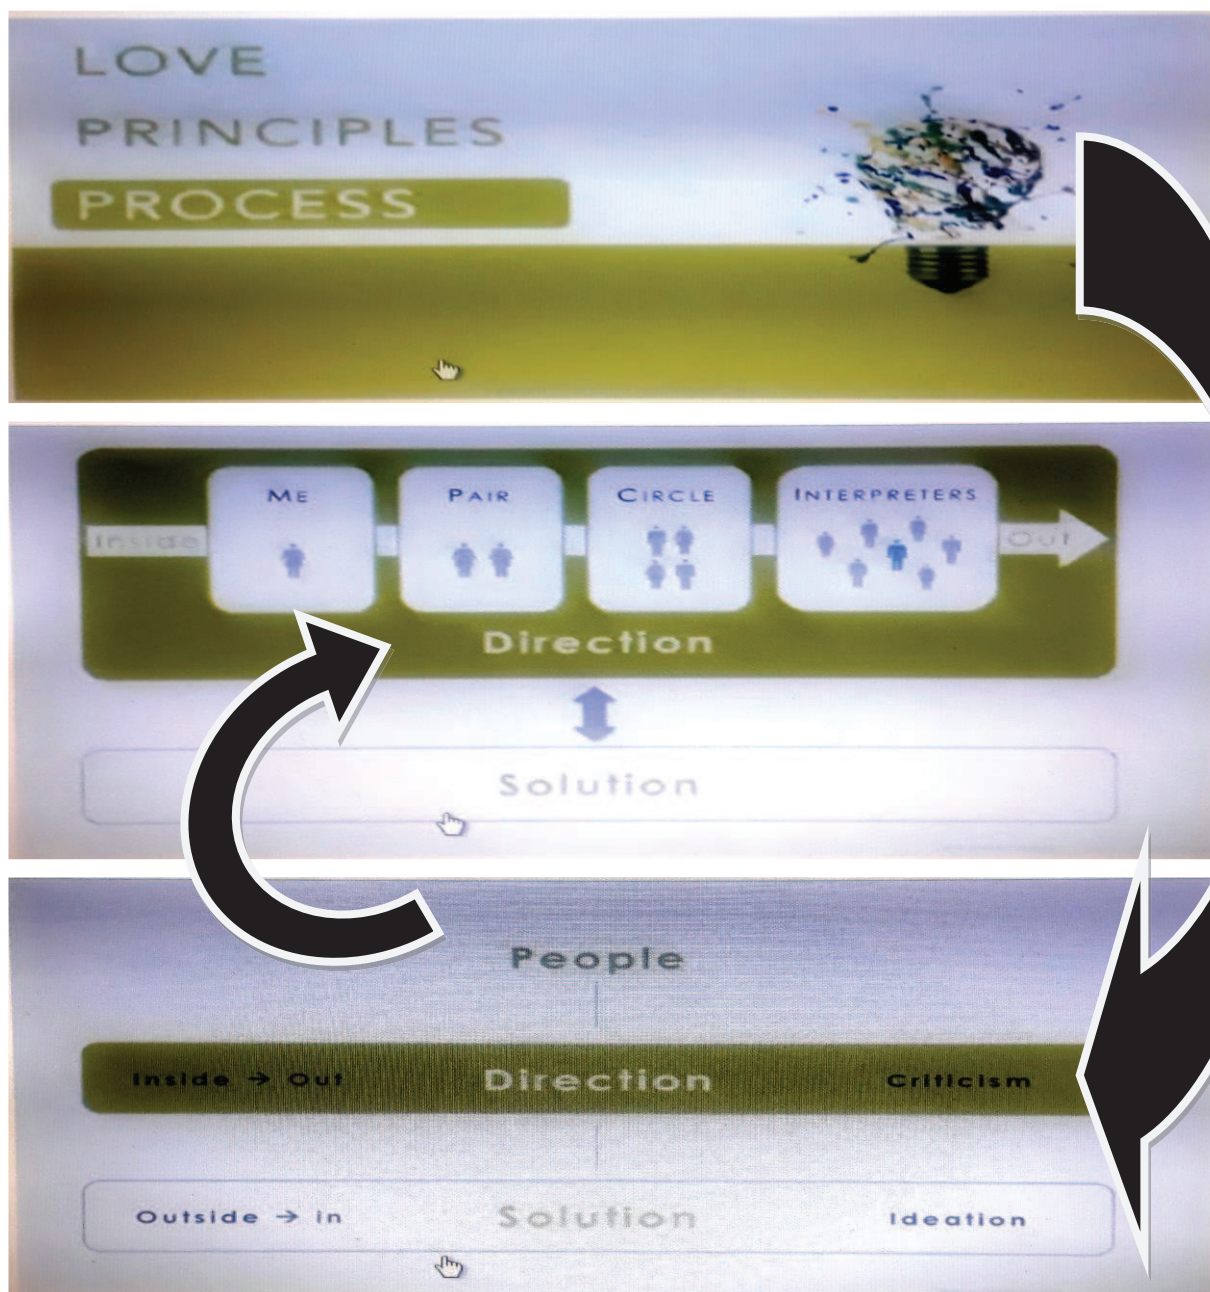 LOVE
PRINCIPLES
PROCESS
ME PAIR CIRCLE INTERPRETERS
Inside Out
Direction
Solution
People
Inside → Out Direction Criticism
Outside → in Solution Ideation